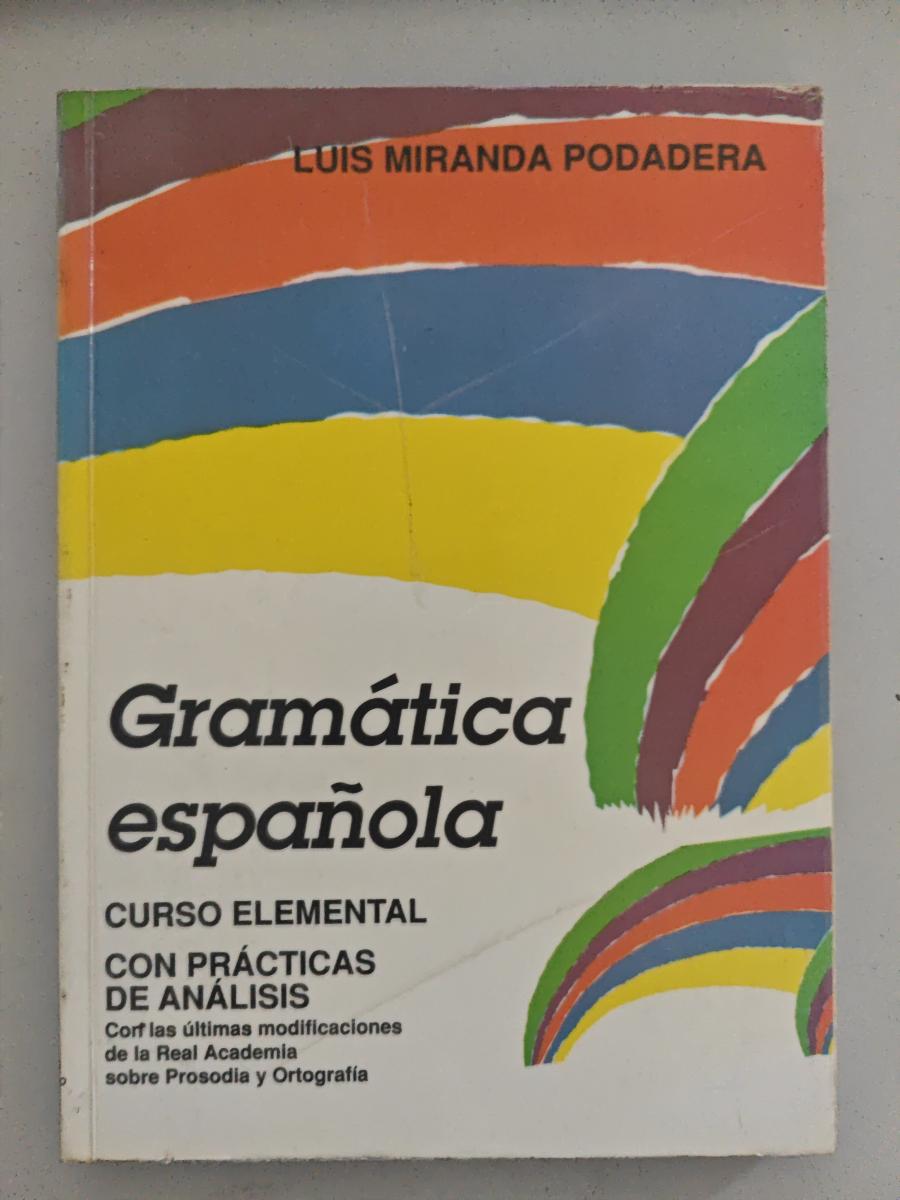 LUIS MIRANDA PODADERA
Gramática
española
CURSO ELEMENTAL
CON PRÁCTICAS
DE ANÁLISIS
Con las últimas modificaciones
de la Real Academia
sobre Prosodia y Ortografía